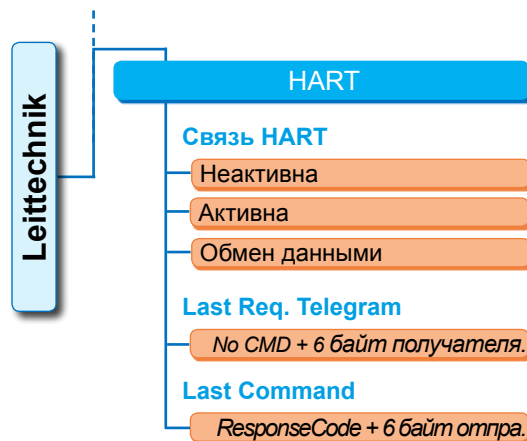 Leittechnik
HART
Связь HART
Неактивна
Активна
Обмен данными
Last Req. Telegram
No CMD + 6 байт получателя.
Last Command
ResponseCode + 6 байт отпра.